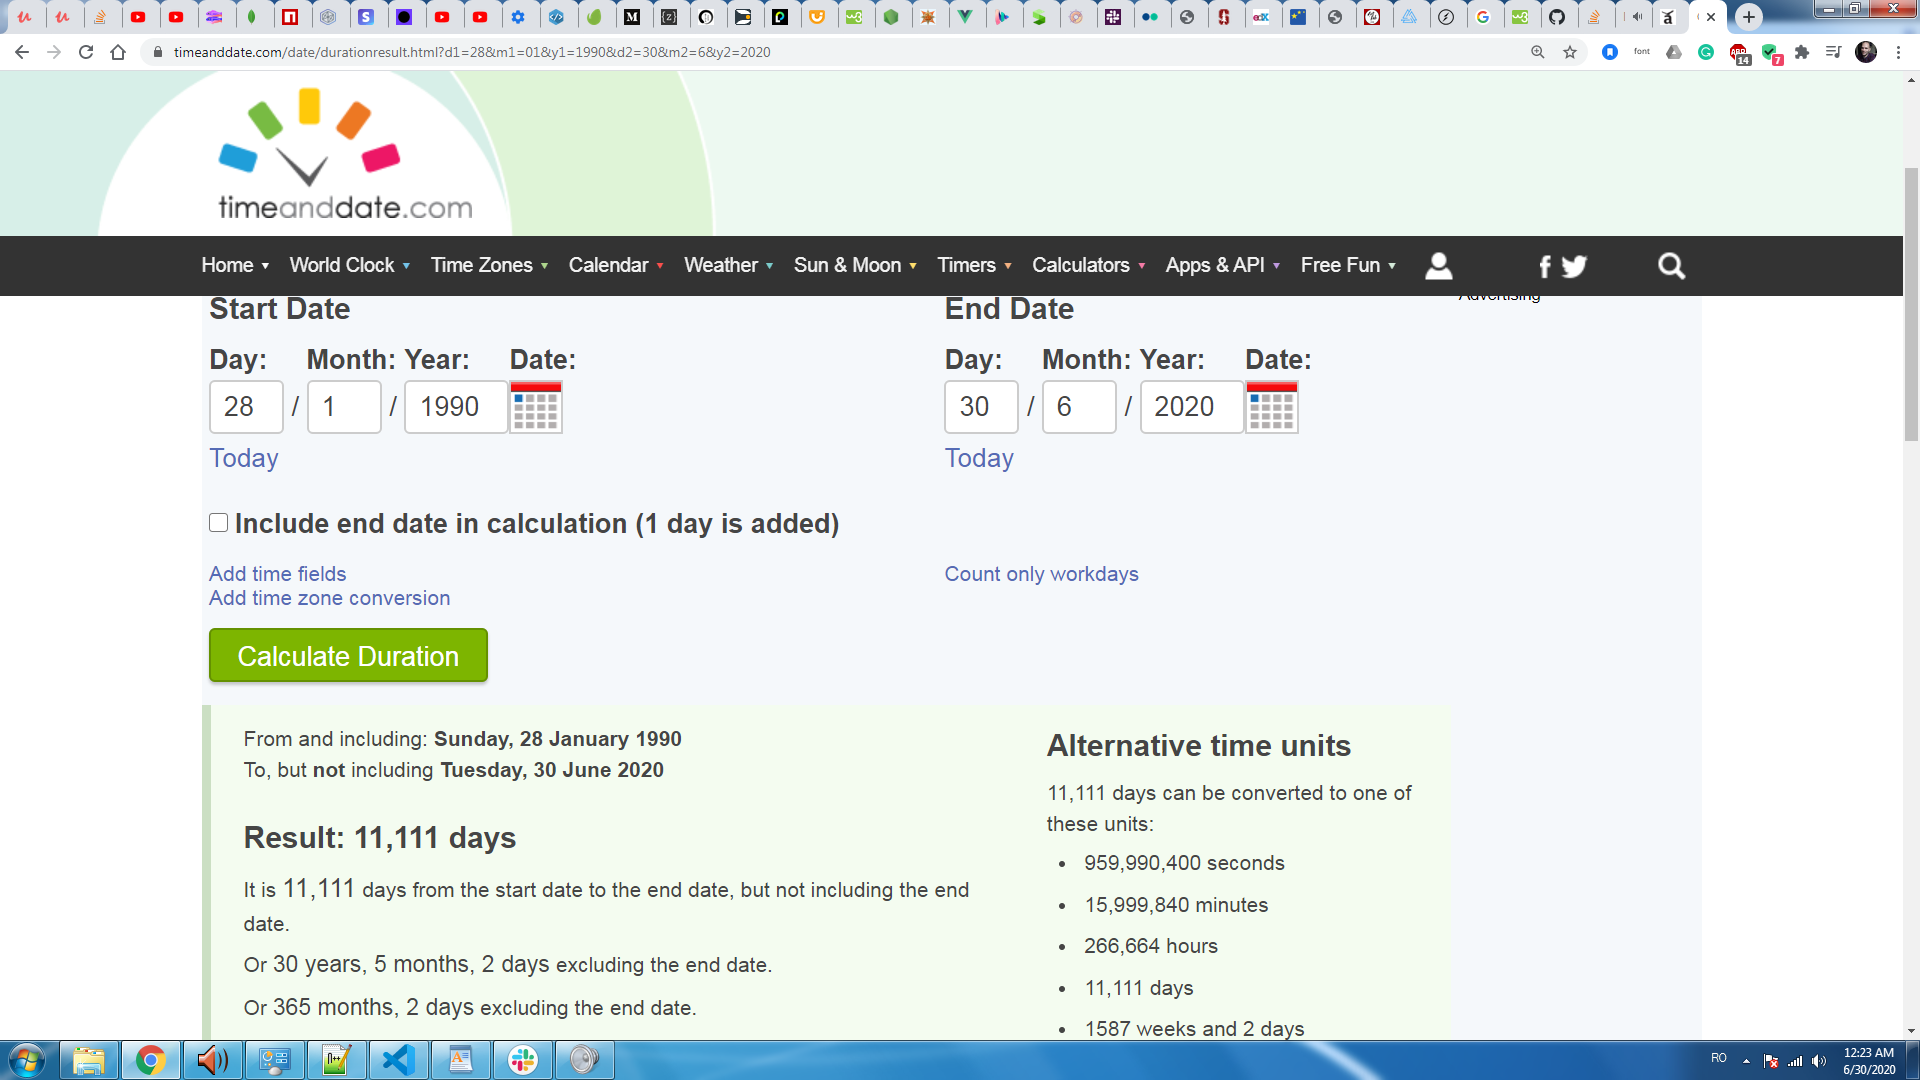 timeanddate.com/date/durationresult.html?d1=28&m1=01&y1=1990&d2=30&m2=6&y2=2020
font
14
7
timeanddate.com
Home World Clock Time Zones Calendar Weather Sun & Moon Timers Calculators Apps & API Free Fun
Advertising
Start Date
End Date
Day: Month: Year: Date:
28 / 1 / 1990
Today
Day: Month: Year: Date:
30 / 6 / 2020
Today
Include end date in calculation (1 day is added)
Add time fields
Add time zone conversion
Count only workdays
Calculate Duration
From and including: Sunday, 28 January 1990
To, but not including Tuesday, 30 June 2020
Result: 11,111 days
It is 11,111 days from the start date to the end date, but not including the end
date.
Or 30 years, 5 months, 2 days excluding the end date.
Or 365 months, 2 days excluding the end date.
Alternative time units
11,111 days can be converted to one of
these units:
• 959,990,400 seconds
• 15,999,840 minutes
• 266,664 hours
• 11,111 days
• 1587 weeks and 2 days
RO
12:23 AM
6/30/2020